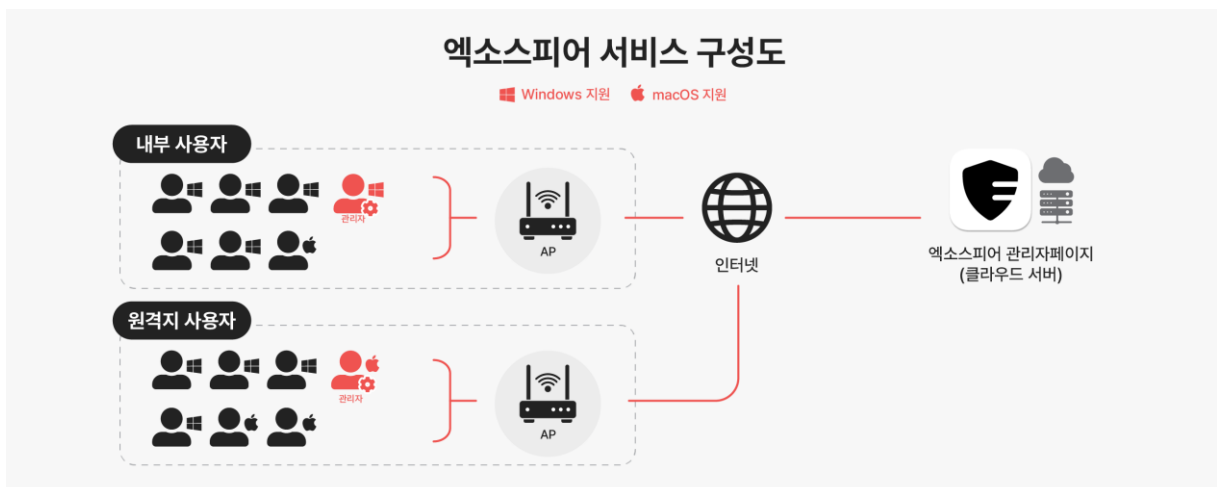 엑소스피어 서비스 구성도
Windows 지원 macOS 지원
내부 사용자
관리자
AP
인터넷
엑소스피어 관리자페이지
(클라우드 서버)
원격지 사용자
관리자
AP